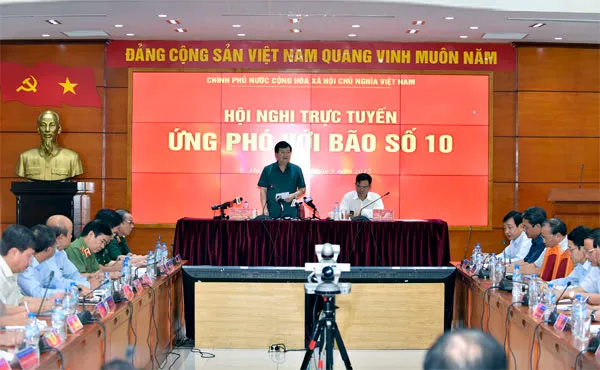 ĐẢNG CỘNG SẢN VIỆT NAM QUANG VINH MUÔN NĂM
CHÍNH PHỦ NƯỚC CỘNG HÒA XÃ HỘI CHỦ NGHĨA VIỆT NAM
HỘI NGHỊ TRỰC TUYẾN
ỨNG PHÓ VỚI BÃO SỐ 10